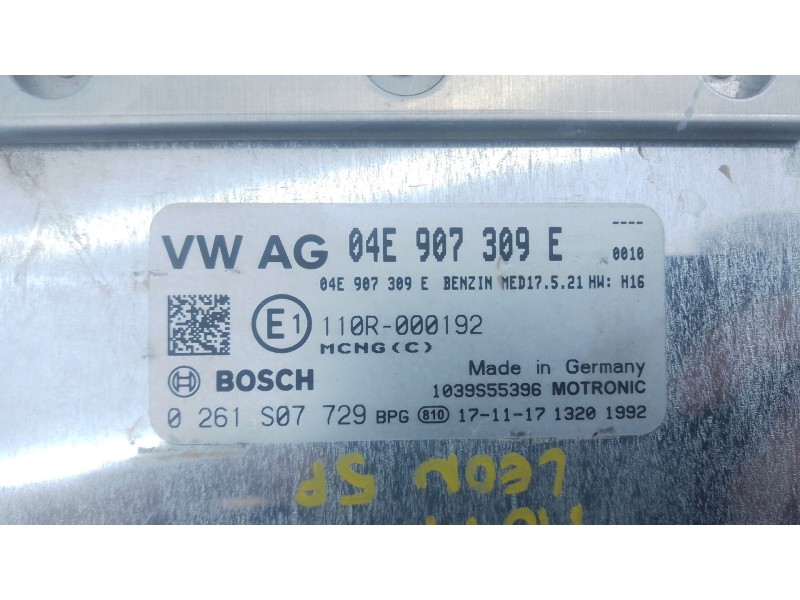 ----
VW AG 04E 907 309 E 0010
04E 907 309 E BENZIN MED17.5.21 HW: H16
E1 110R-000192
MCNG(C)
Made in Germany
BOSCH 1039S55396 MOTRONIC
0 261 S07 729 BPG 810 17-11-17 1320 1992
LEON 5P